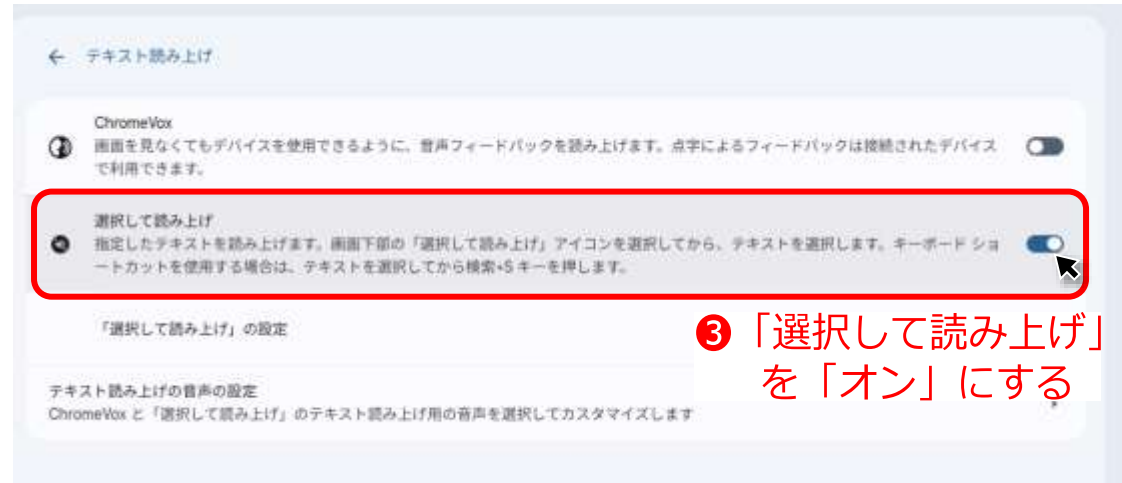 ← テキスト読み上げ
ChromeVox
画面を見なくてもデバイスを使用できるように、音声フィードバックを読み上げます。点字によるフィードバックは接続されたデバイス
で利用できます。
選択して読み上げ
指定したテキストを読み上げます。画面下部の「選択して読み上げ」アイコンを選択してから、テキストを選択します。キーボード ショ
ートカットを使用する場合は、テキストを選択してから検索+S キーを押します。
「選択して読み上げ」の設定
❸「選択して読み上げ」
を「オン」にする
テキスト読み上げの音声の設定
ChromeVox と「選択して読み上げ」のテキスト読み上げ用の音声を選択してカスタマイズします